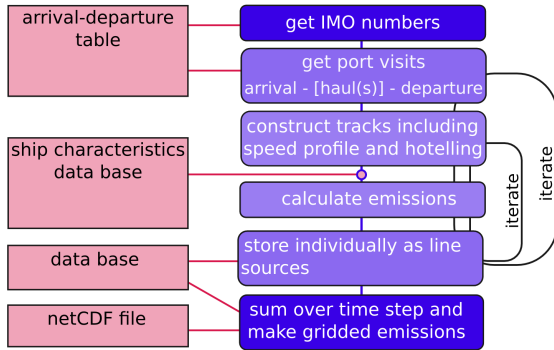 arrival-departure
table
get IMO numbers
get port visits
arrival - [haul(s)] - departure
construct tracks including
speed profile and hotelling
ship characteristics
data base
calculate emissions
iterate
iterate
data base
store individually as line
sources
netCDF file
sum over time step and
make gridded emissions